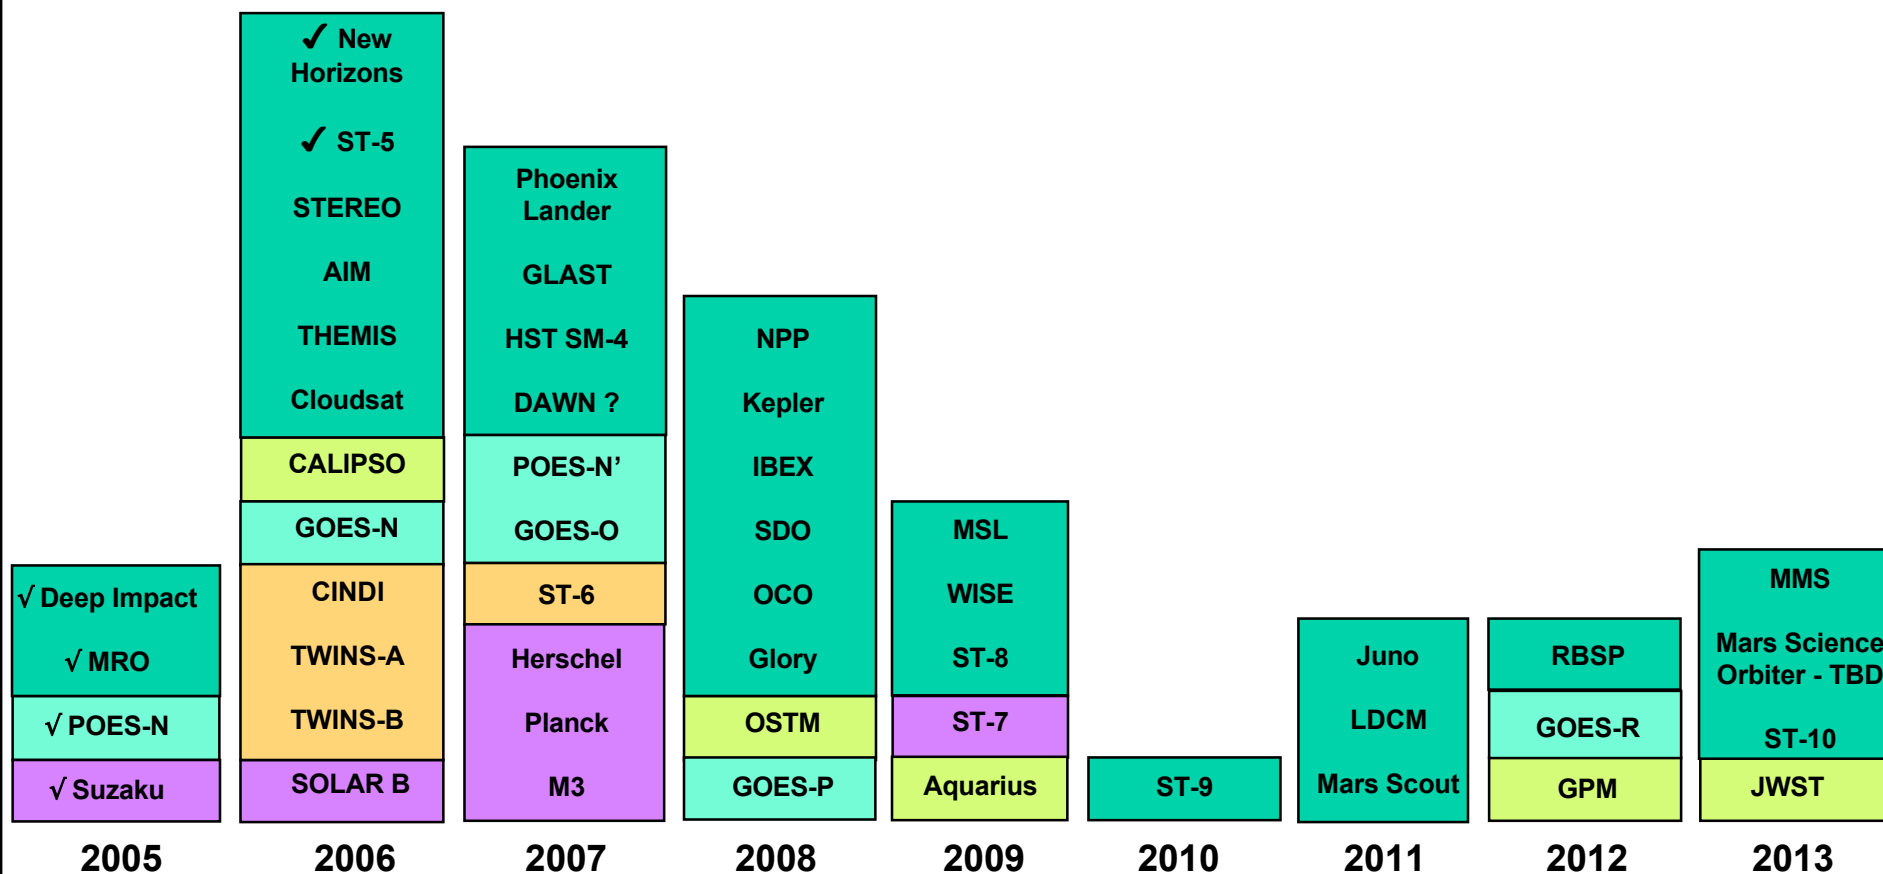 ✓ New
Horizons
✓ ST-5
STEREO
AIM
THEMIS
Cloudsat
CALIPSO
GOES-N
CINDI
TWINS-A
TWINS-B
SOLAR B
Phoenix
Lander
GLAST
HST SM-4
DAWN ?
POES-N’
GOES-O
ST-6
Herschel
Planck
M3
NPP
Kepler
IBEX
SDO
OCO
Glory
OSTM
GOES-P
MSL
WISE
ST-8
ST-7
Aquarius
ST-9
Juno
LDCM
Mars Scout
RBSP
GOES-R
GPM
MMS
Mars Science
Orbiter - TBD
ST-10
JWST
√ Deep Impact
√ MRO
√ POES-N
√ Suzaku
2005 2006 2007 2008 2009 2010 2011 2012 2013